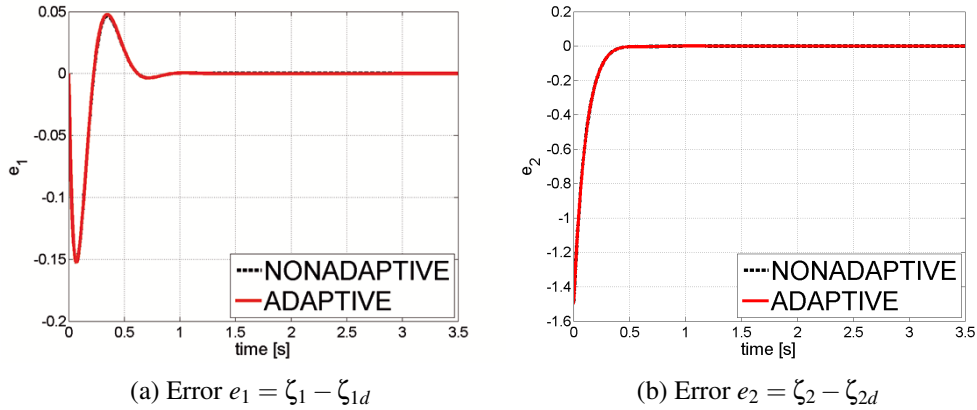 0.05
0
-0.05
-0.1
-0.15
-0.2
e1
NONADAPTIVE
ADAPTIVE
0 0.5 1 1.5 2 2.5 3 3.5
time [s]
(a) Error e1 = ζ1 − ζ1d
0.2
0
-0.2
-0.4
-0.6
-0.8
-1
-1.2
-1.4
-1.6
e2
NONADAPTIVE
ADAPTIVE
0 0.5 1 1.5 2 2.5 3 3.5
time [s]
(b) Error e2 = ζ2 − ζ2d